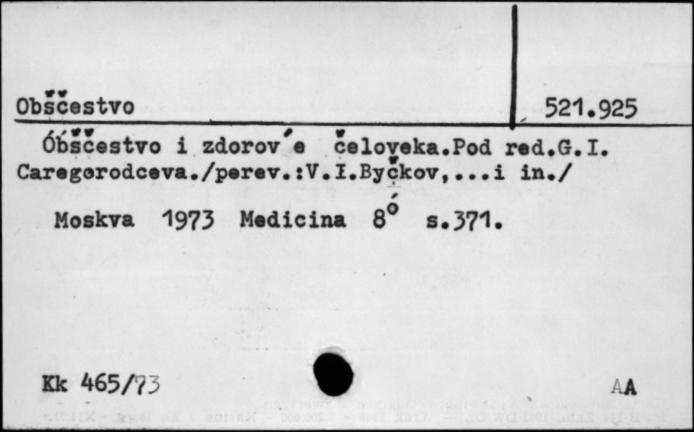 Obščestvo 521.925
Óbščestvo i zdorov´e čeloveka.Pod red.G.I.
Caregorodceva./perev.:V.I.Byčkov,...i in./
Moskva 1973 Medicina 8° s.371.
Kk 465/73 AA